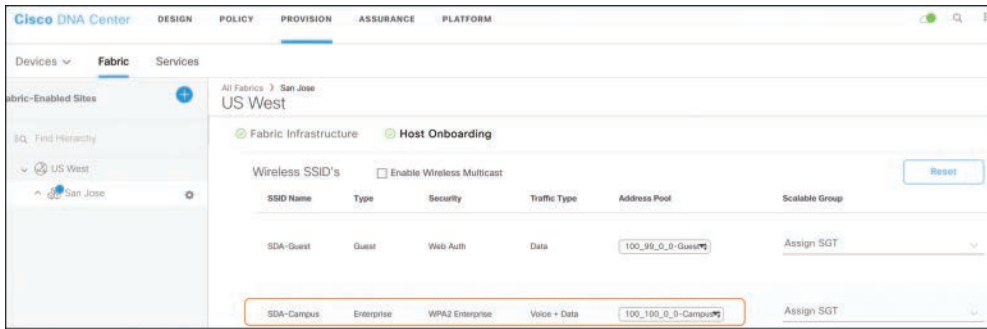 Cisco DNA Center DESIGN POLICY PROVISION ASSURANCE PLATFORM
Devices Fabric Services
abric-Enabled Sites
All Fabrics > San Jose
US West
Find Hierarchy
Fabric Infrastructure Host Onboarding
US West
San Jose
Wireless SSID's Enable Wireless Multicast Reset
SSID Name Type Security Traffic Type Address Pool Scalable Group
SDA-Guest Guest Web Auth Data 100_99_0_0-Guest Assign SGT
SDA-Campus Enterprise WPA2 Enterprise Voice + Data 100_100_0_0-Campus Assign SGT